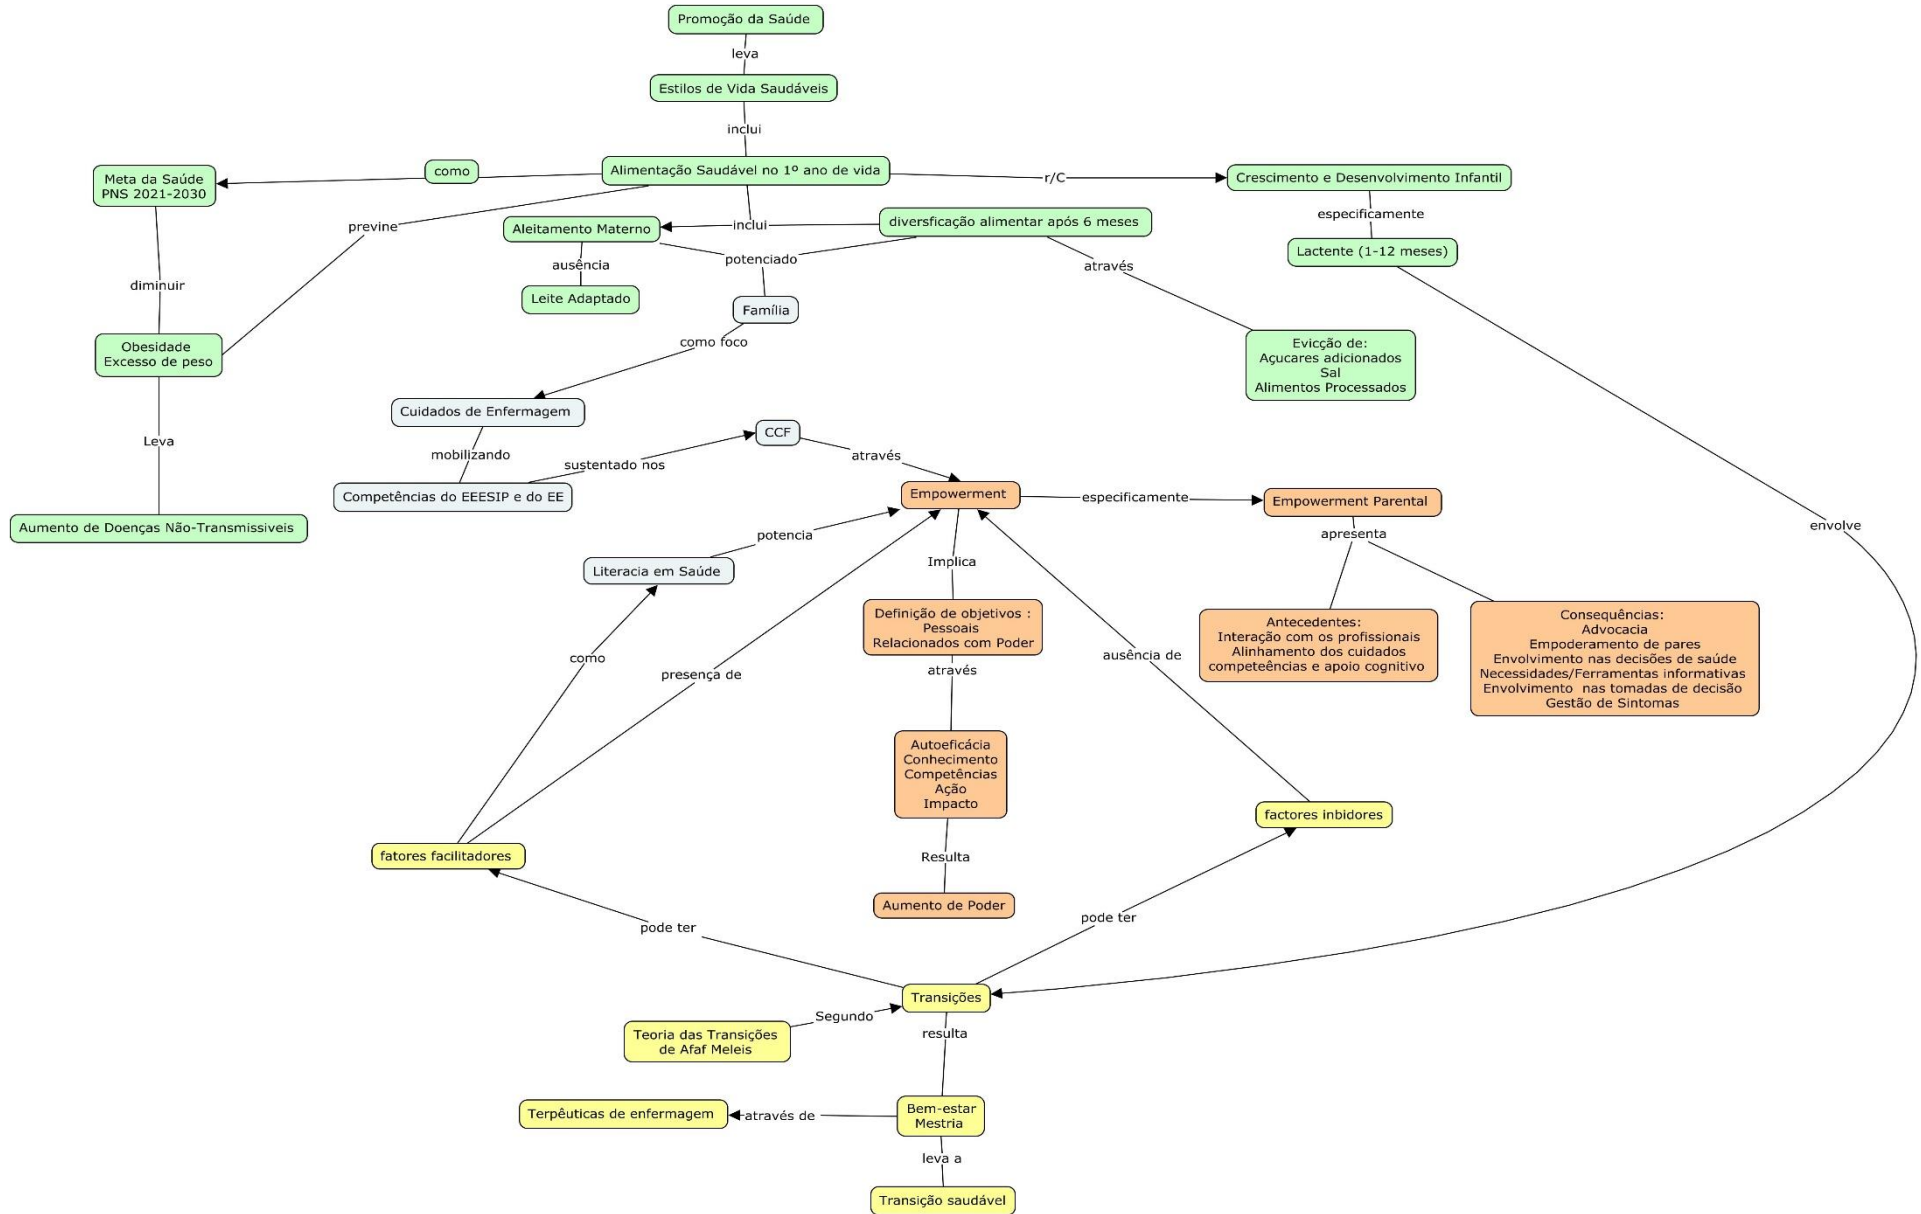 Promoção da Saúde
leva
Estilos de Vida Saudáveis
inclui
Meta da Saúde
PNS 2021-2030
como
Alimentação Saudável no 1º ano de vida
r/C
Crescimento e Desenvolvimento Infantil
previne
Aleitamento Materno
inclui
diversficação alimentar após 6 meses
especificamente
Lactente (1-12 meses)
ausência
potenciado
através
diminuir
Leite Adaptado
Família
Obesidade
Excesso de peso
como foco
Evicção de:
Açucares adicionados
Sal
Alimentos Processados
Cuidados de Enfermagem
CCF
Leva
mobilizando
sustentado nos
através
Competências do EEESIP e do EE
Empowerment
especificamente
Empowerment Parental
Aumento de Doenças Não-Transmissiveis
potencia
apresenta
envolve
Literacia em Saúde
Implica
Definição de objetivos :
Pessoais
Relacionados com Poder
Antecedentes:
Interação com os profissionais
Alinhamento dos cuidados
competeências e apoio cognitivo
Consequências:
Advocacia
Empoderamento de pares
Envolvimento nas decisões de saúde
Necessidades/Ferramentas informativas
Envolvimento nas tomadas de decisão
Gestão de Sintomas
como
presença de
através
ausência de
Autoeficácia
Conhecimento
Competências
Ação
Impacto
factores inbidores
fatores facilitadores
Resulta
Aumento de Poder
pode ter
pode ter
Transições
Segundo
Teoria das Transições
de Afaf Meleis
resulta
Terpêuticas de enfermagem
através de
Bem-estar
Mestria
leva a
Transição saudável